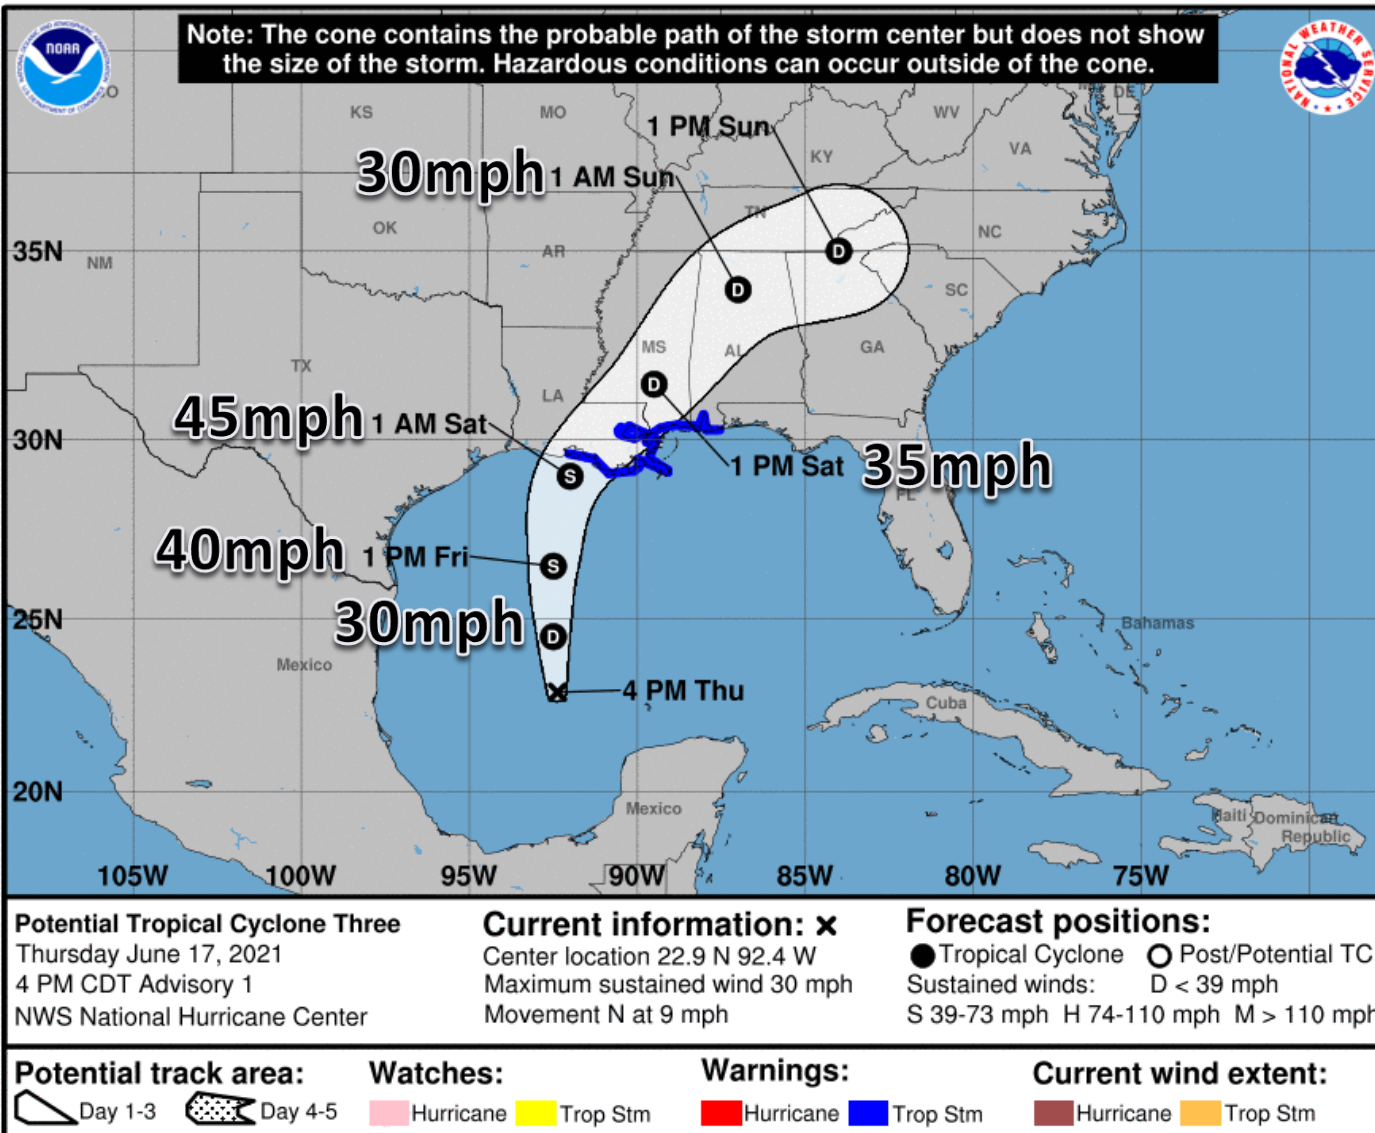 Note: The cone contains the probable path of the storm center but does not show
the size of the storm. Hazardous conditions can occur outside of the cone.
NOAA
NATIONAL WEATHER SERVICE
KS
MO
WV
DE
VA
KY
1 PM Sun
30mph 1 AM Sun
TN
OK
AR
NC
35N
NM
SC
MS
AL
GA
TX
LA
45mph 1 AM Sat
30N
1 PM Sat 35mph
FL
40mph 1 PM Fri
30mph
25N
Bahamas
Mexico
4 PM Thu
Cuba
20N
Mexico
Haiti Dominican
Republic
105W 100W 95W 90W 85W 80W 75W
D
D
D
S
S
D
Potential Tropical Cyclone Three
Thursday June 17, 2021
4 PM CDT Advisory 1
NWS National Hurricane Center
Current information: x
Center location 22.9 N 92.4 W
Maximum sustained wind 30 mph
Movement N at 9 mph
Forecast positions:
Tropical Cyclone Post/Potential TC
Sustained winds: D < 39 mph
S 39-73 mph H 74-110 mph M > 110 mph
Potential track area:
Day 1-3 Day 4-5
Watches:
Hurricane Trop Stm
Warnings:
Hurricane Trop Stm
Current wind extent:
Hurricane Trop Stm